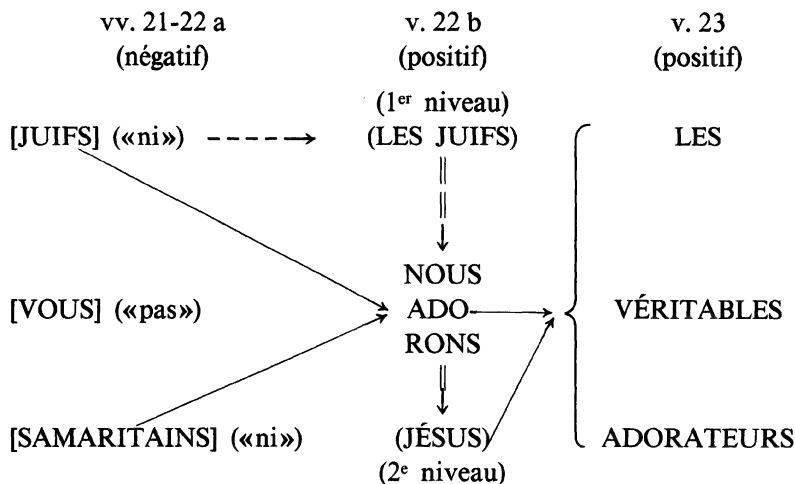 vv. 21-22 a v. 22 b v. 23
(négatif) (positif) (positif)
(1er niveau)
[JUIFS] («ni») (LES JUIFS) LES
NOUS
[VOUS] («pas») ADO- VÉRITABLES
RONS
[SAMARITAINS] («ni») (JÉSUS) ADORATEURS
(2e niveau)